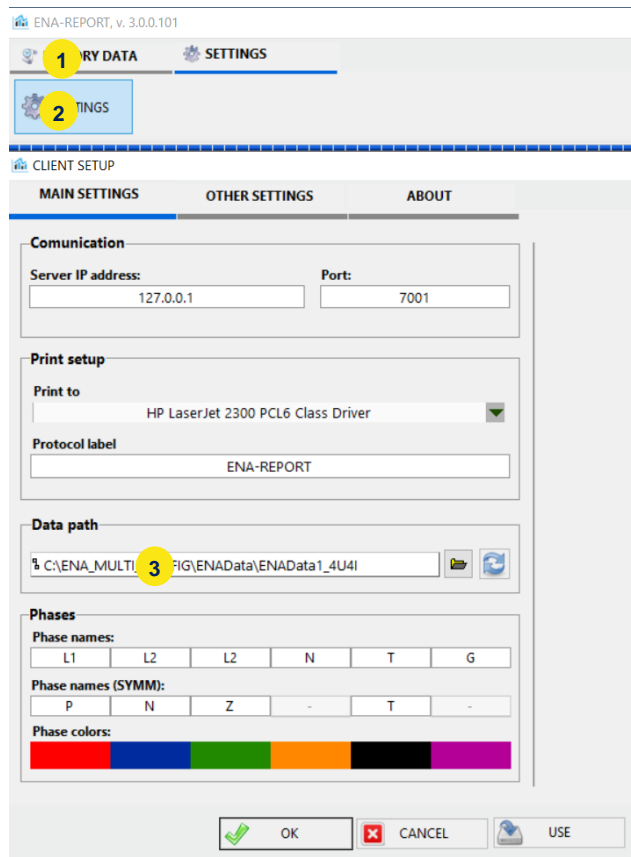 ENA-REPORT, v. 3.0.0.101
1 RY DATA SETTINGS
2 TINGS
CLIENT SETUP
MAIN SETTINGS OTHER SETTINGS ABOUT
Comunication
Server IP address: Port:
127.0.0.1 7001
Print setup
Print to
HP LaserJet 2300 PCL6 Class Driver
Protocol label
ENA-REPORT
Data path
C:\ENA_MULTI_ 3 FIG\ENAData\ENAData1_4U4I
Phases
Phase names:
L1 L2 L2 N T G
Phase names (SYMM):
P N Z - T -
Phase colors:
OK CANCEL USE